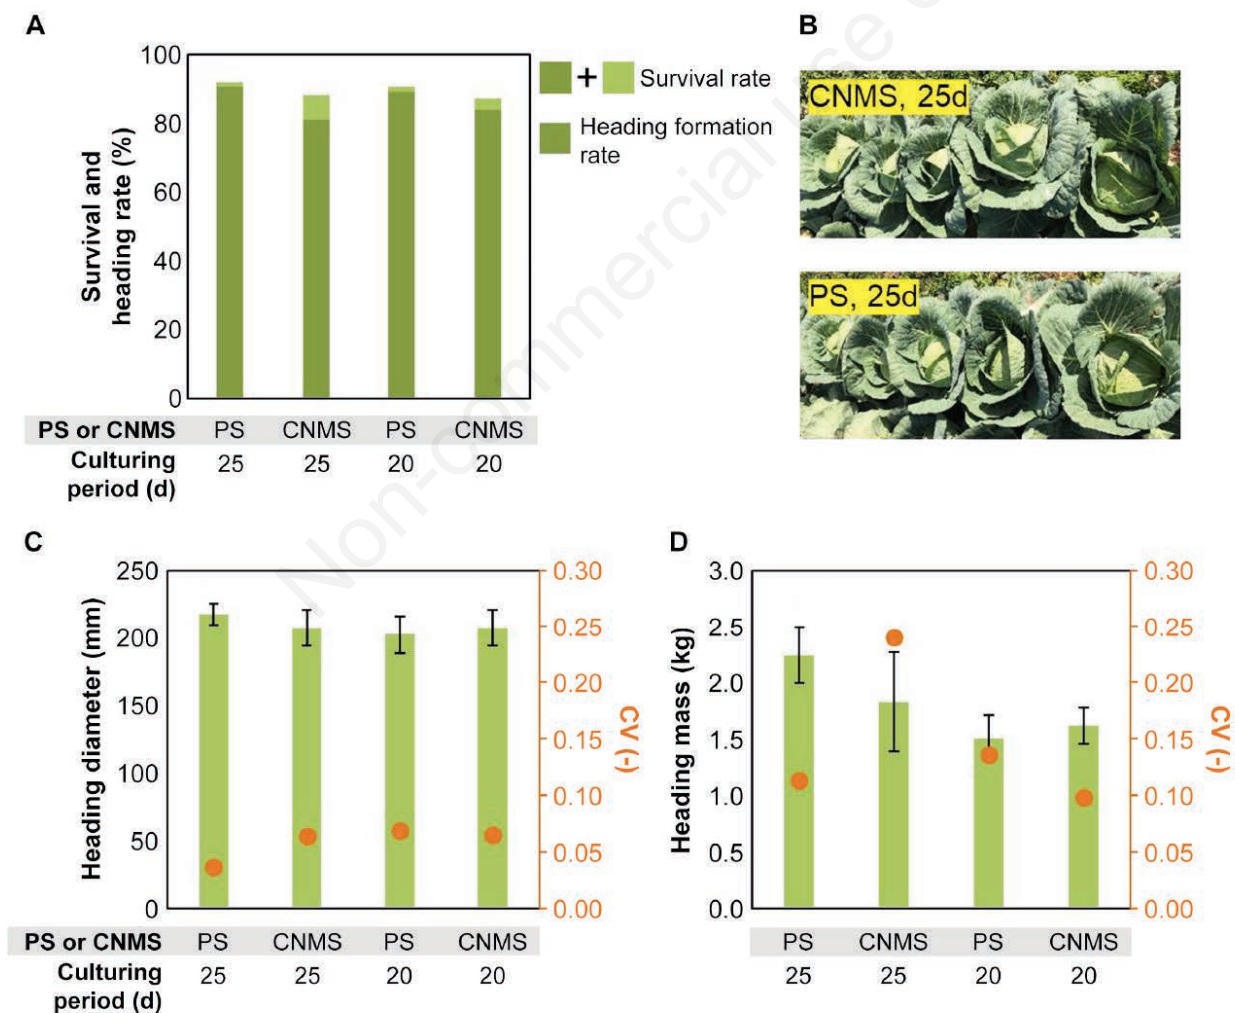 A
100
80
60
40
20
0
Survival and
heading rate (%)
+ Survival rate
Heading formation
rate
PS or CNMS PS CNMS PS CNMS
Culturing
period (d) 25 25 20 20
B
CNMS, 25d
PS, 25d
Non-commercial use
C
250
200
150
100
50
0
Heading diameter (mm)
0.30
0.25
0.20
0.15
0.10
0.05
0.00
CV (-)
PS or CNMS PS CNMS PS CNMS
Culturing
period (d) 25 25 20 20
D
3.0
2.5
2.0
1.5
1.0
0.5
0.0
Heading mass (kg)
0.30
0.25
0.20
0.15
0.10
0.05
0.00
CV (-)
PS CNMS PS CNMS
25 25 20 20